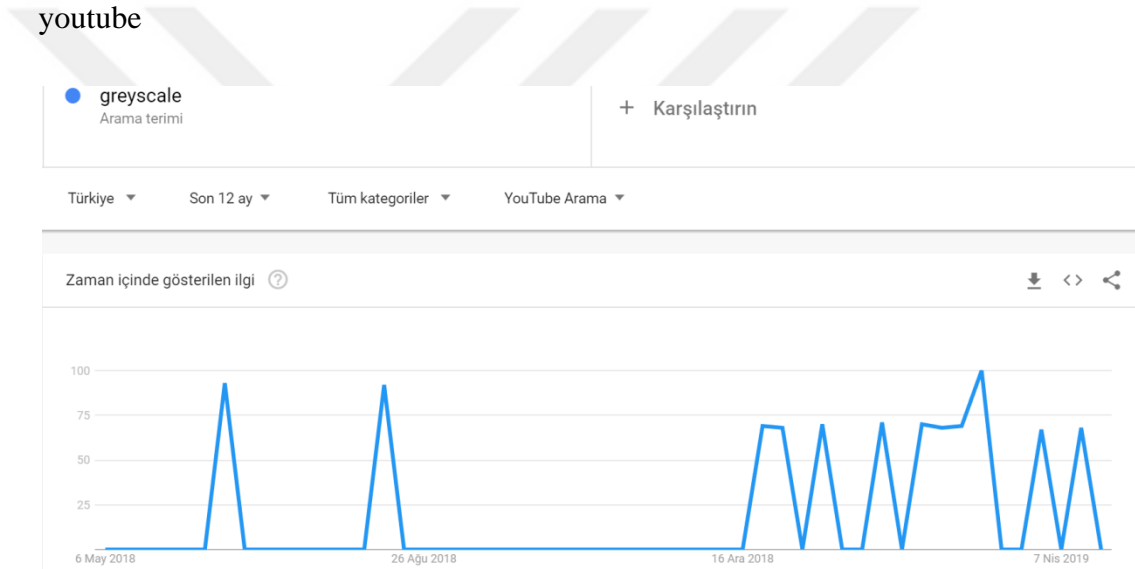 youtube
greyscale
Arama terimi
+ Karşılaştırın
Türkiye Son 12 ay Tüm kategoriler YouTube Arama
Zaman içinde gösterilen ilgi
100
75
50
25
6 May 2018 26 Ağu 2018 16 Ara 2018 7 Nis 2019